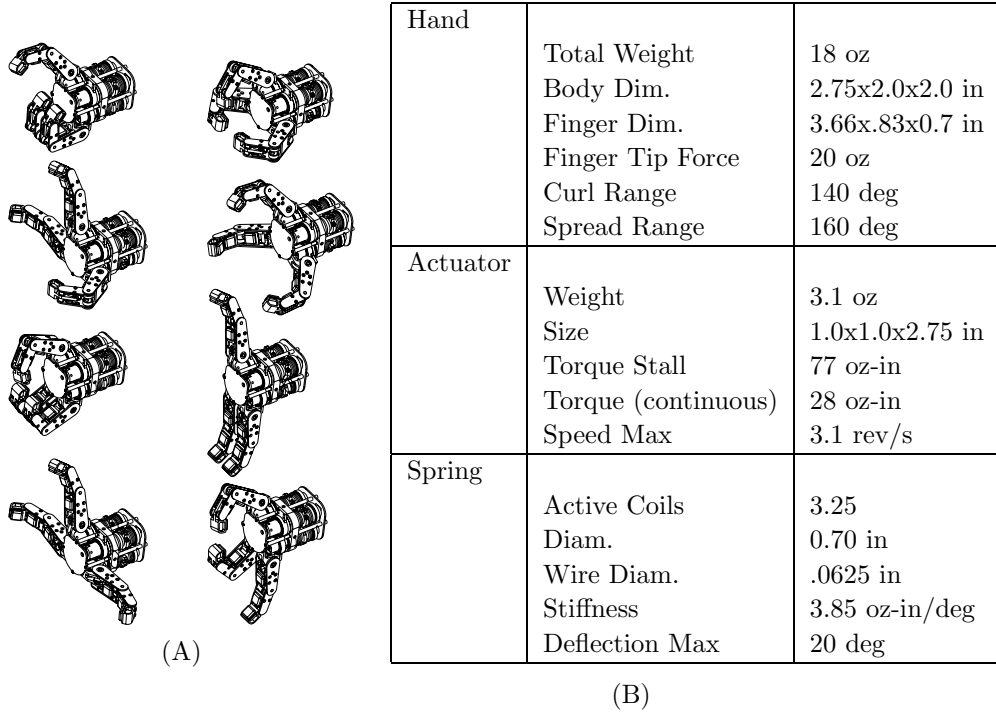 Hand
Total Weight 18 oz
Body Dim. 2.75x2.0x2.0 in
Finger Dim. 3.66x.83x0.7 in
Finger Tip Force 20 oz
Curl Range 140 deg
Spread Range 160 deg
Actuator
Weight 3.1 oz
Size 1.0x1.0x2.75 in
Torque Stall 77 oz-in
Torque (continuous) 28 oz-in
Speed Max 3.1 rev/s
Spring
Active Coils 3.25
Diam. 0.70 in
Wire Diam. .0625 in
Stiffness 3.85 oz-in/deg
Deflection Max 20 deg
(A)
(B)